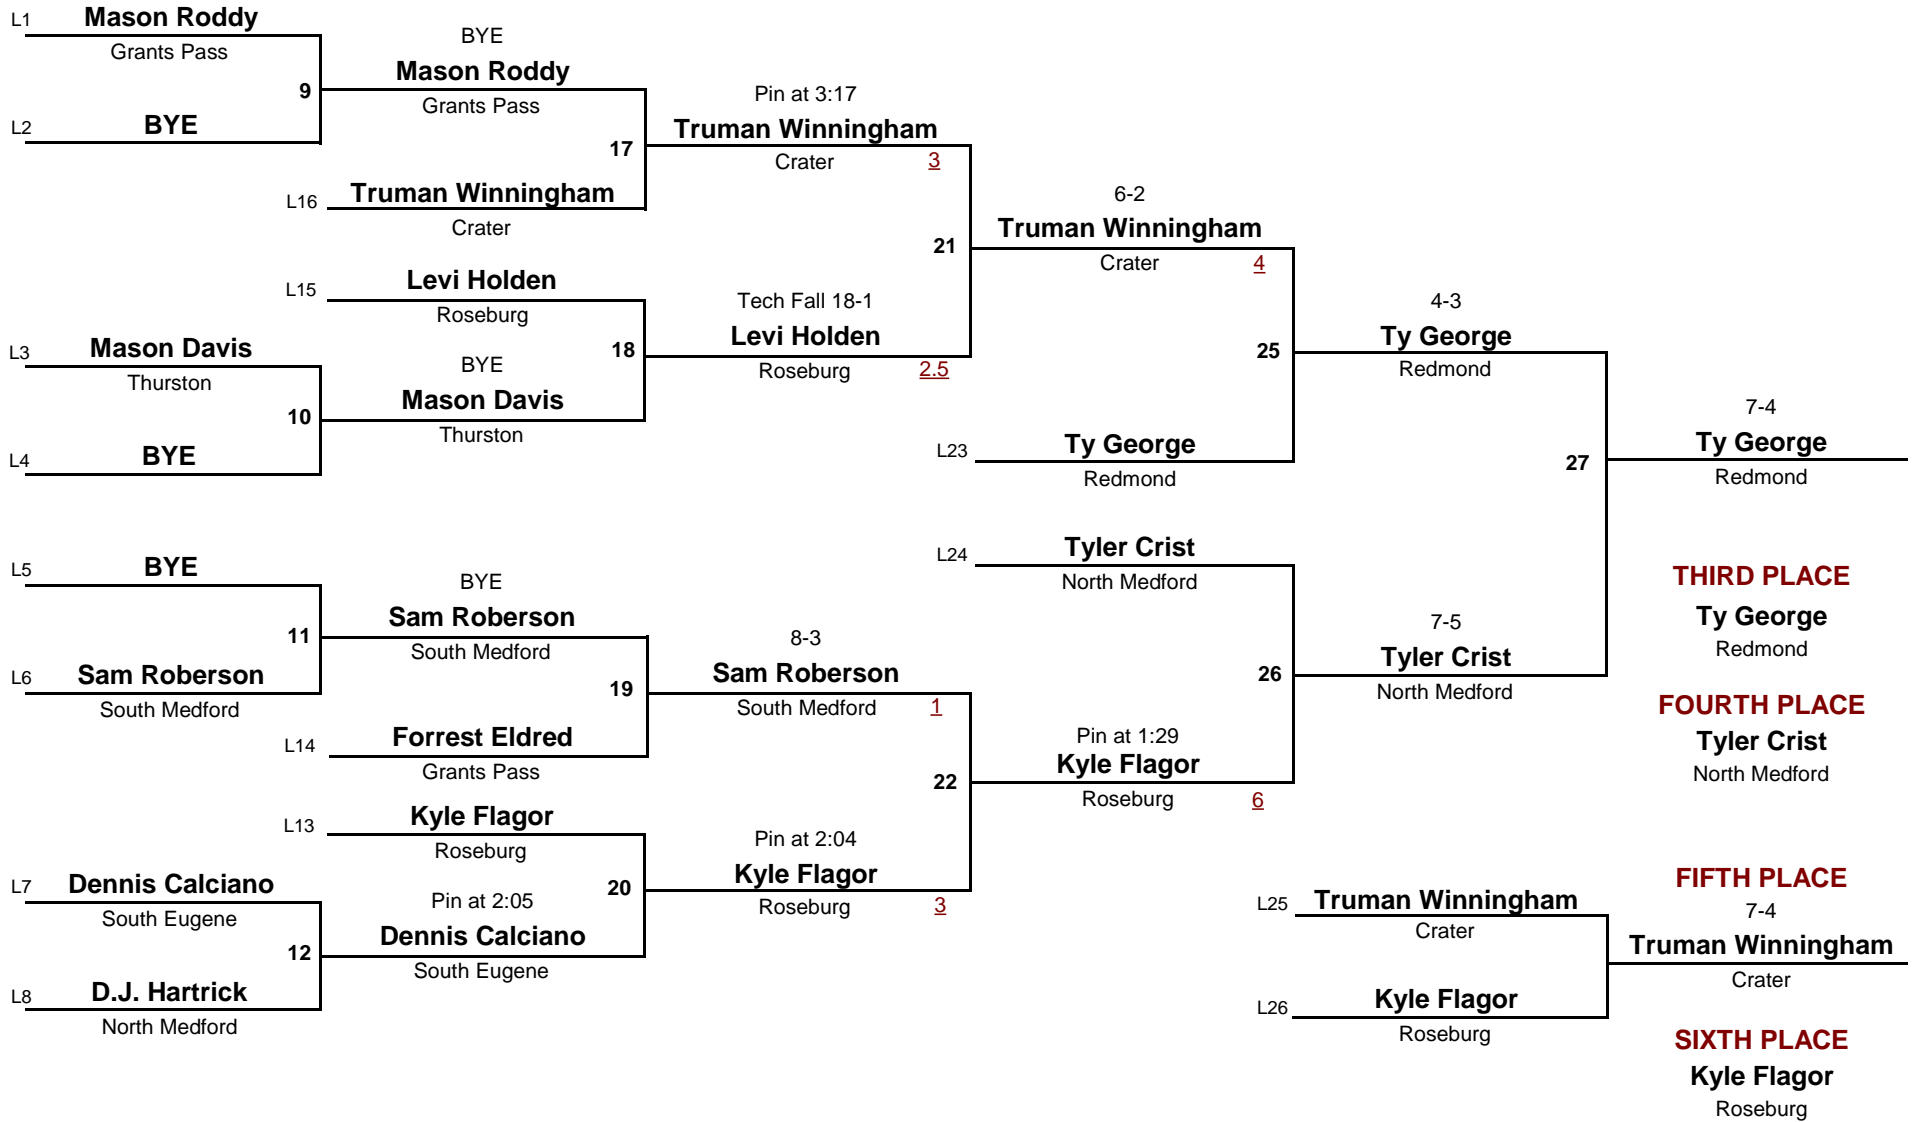 L1 Mason Roddy
Grants Pass
9
L2 BYE
BYE
Mason Roddy
Grants Pass
17
L16 Truman Winningham
Crater
Pin at 3:17
Truman Winningham
Crater 3
21
L15 Levi Holden
Roseburg
18
L3 Mason Davis
Thurston
10
L4 BYE
BYE
Mason Davis
Thurston
Tech Fall 18-1
Levi Holden
Roseburg 2.5
6-2
Truman Winningham
Crater 4
25
L23 Ty George
Redmond
4-3
Ty George
Redmond
27
7-4
Ty George
Redmond
L5 BYE
11
L6 Sam Roberson
South Medford
BYE
Sam Roberson
South Medford
19
L14 Forrest Eldred
Grants Pass
8-3
Sam Roberson
South Medford 1
22
L13 Kyle Flagor
Roseburg
20
L7 Dennis Calciano
South Eugene
12
L8 D.J. Hartrick
North Medford
Pin at 2:05
Dennis Calciano
South Eugene
Pin at 2:04
Kyle Flagor
Roseburg 3
L24 Tyler Crist
North Medford
26
Pin at 1:29
Kyle Flagor
Roseburg 6
7-5
Tyler Crist
North Medford
THIRD PLACE
Ty George
Redmond
FOURTH PLACE
Tyler Crist
North Medford
L25 Truman Winningham
Crater
L26 Kyle Flagor
Roseburg
FIFTH PLACE
7-4
Truman Winningham
Crater
SIXTH PLACE
Kyle Flagor
Roseburg